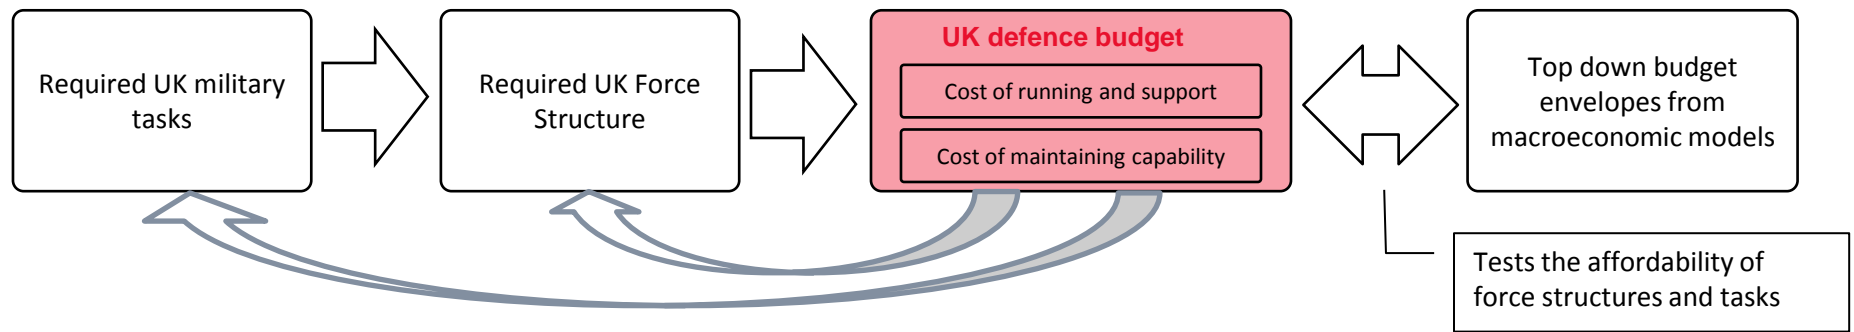 Required UK military
tasks
Required UK Force
Structure
UK defence budget
Cost of running and support
Cost of maintaining capability
Top down budget
envelopes from
macroeconomic models
Tests the affordability of
force structures and tasks